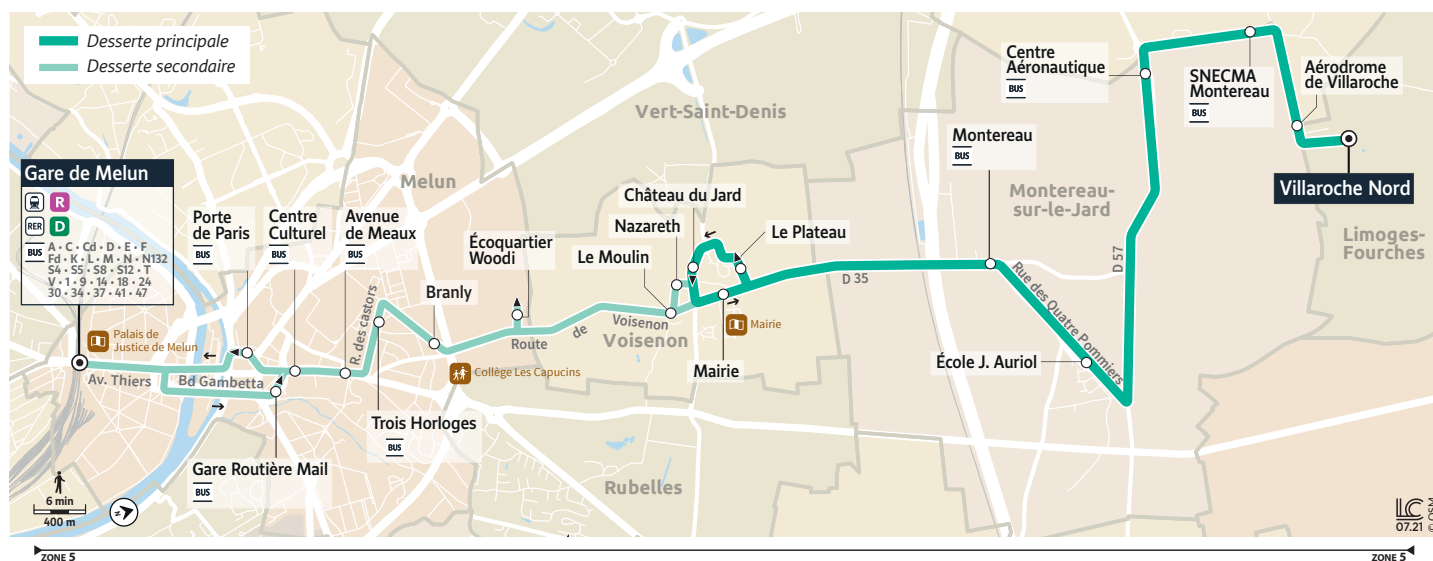 Desserte principale
Desserte secondaire
Gare de Melun
R
RER
D
BUS
A • C • Cd • D • E • F
Fd • K • L • M • N • N132
S4 • S5 • S8 • S12 • T
V • 1 • 9 • 14 • 18 • 24
30 • 34 • 37 • 41 • 47
Palais de
Justice de Melun
Av. Thiers
Bd Gambetta
Porte
de Paris
BUS
Centre
Culturel
BUS
Avenue
de Meaux
BUS
Gare Routière Mail
BUS
R. des castors
Trois Horloges
BUS
Melun
Branly
Collège Les Capucins
Écoquartier
Woodi
BUS
Route
de
Voisenon
Voisenon
Le Moulin
Nazareth
Château du Jard
Le Plateau
Mairie
Mairie
Vert-Saint-Denis
Rubelles
D 35
Montereau
BUS
Rue des Quatre Pommiers
École J. Auriol
Montereau-
sur-le-Jard
D 57
Centre
Aéronautique
BUS
SNECMA
Montereau
BUS
Aérodrome
de Villaroche
Villaroche Nord
Limoges-
Fourches
6 min
400 m
N
LC
07.21
© OSM
ZONE 5
ZONE 5